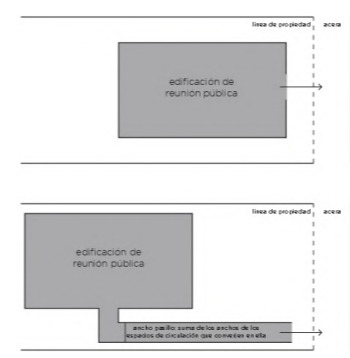 línea de propiedad acera
edificación de
reunión pública
línea de propiedad acera
edificación de
reunión pública
ancho pasillo: suma de los anchos de los
espacios de circulación que converjen en ella